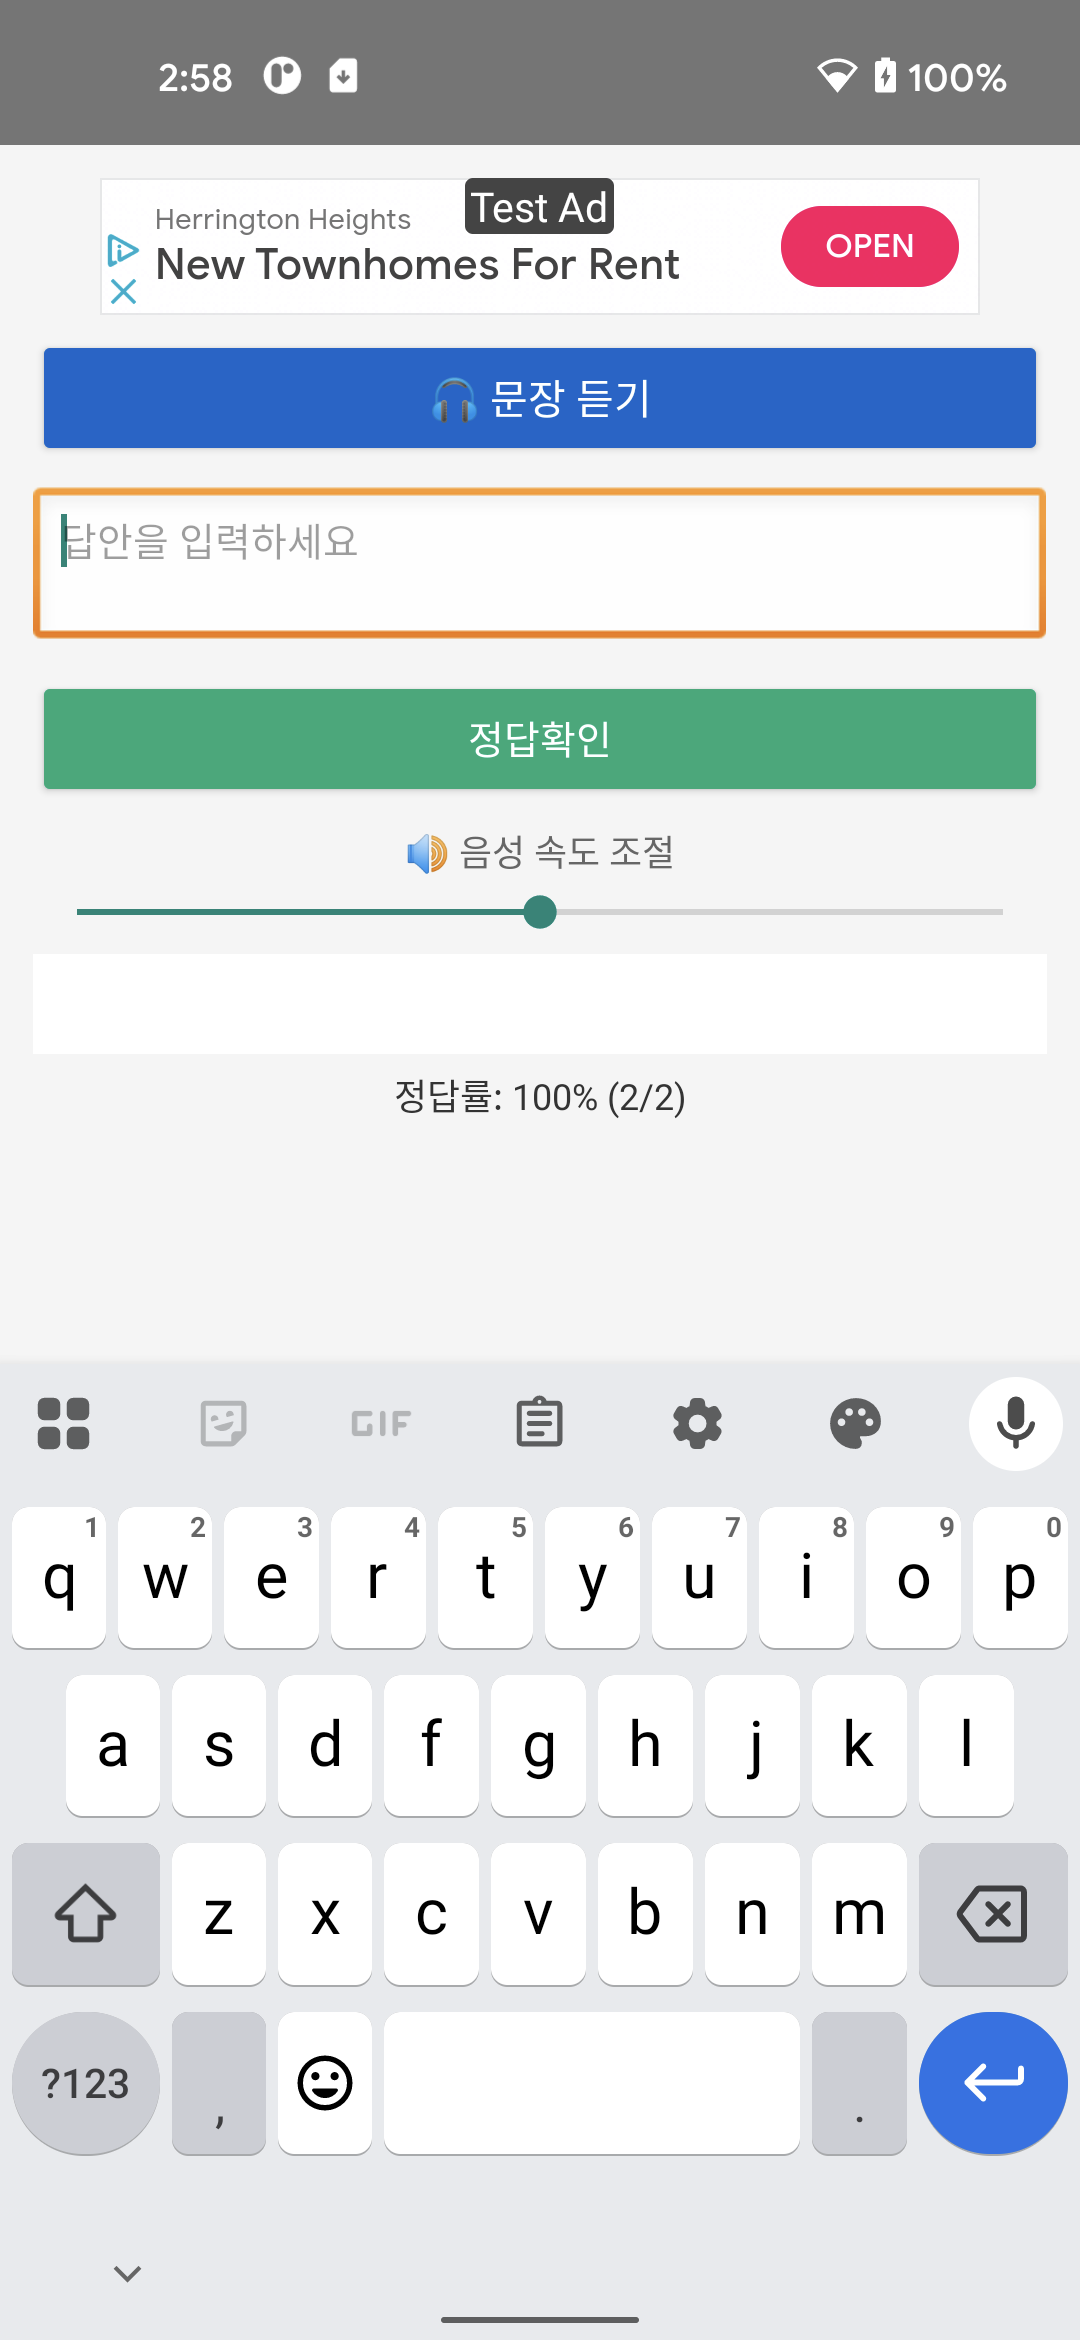 2:58
100%
Test Ad
Herrington Heights
New Townhomes For Rent
OPEN
문장 듣기
답안을 입력하세요
정답확인
음성 속도 조절
정답률: 100% (2/2)
GIF
1 2 3 4 5 6 7 8 9 0
q w e r t y u i o p
a s d f g h j k l
z x c v b n m
?123 , .